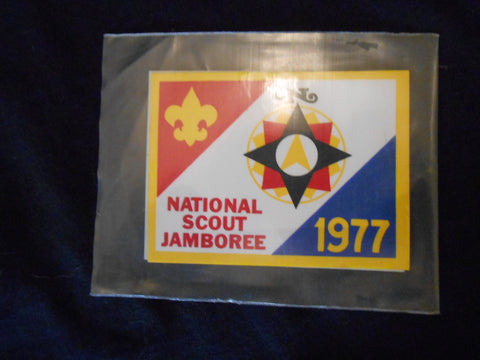 N
NATIONAL
SCOUT
JAMBOREE
1977